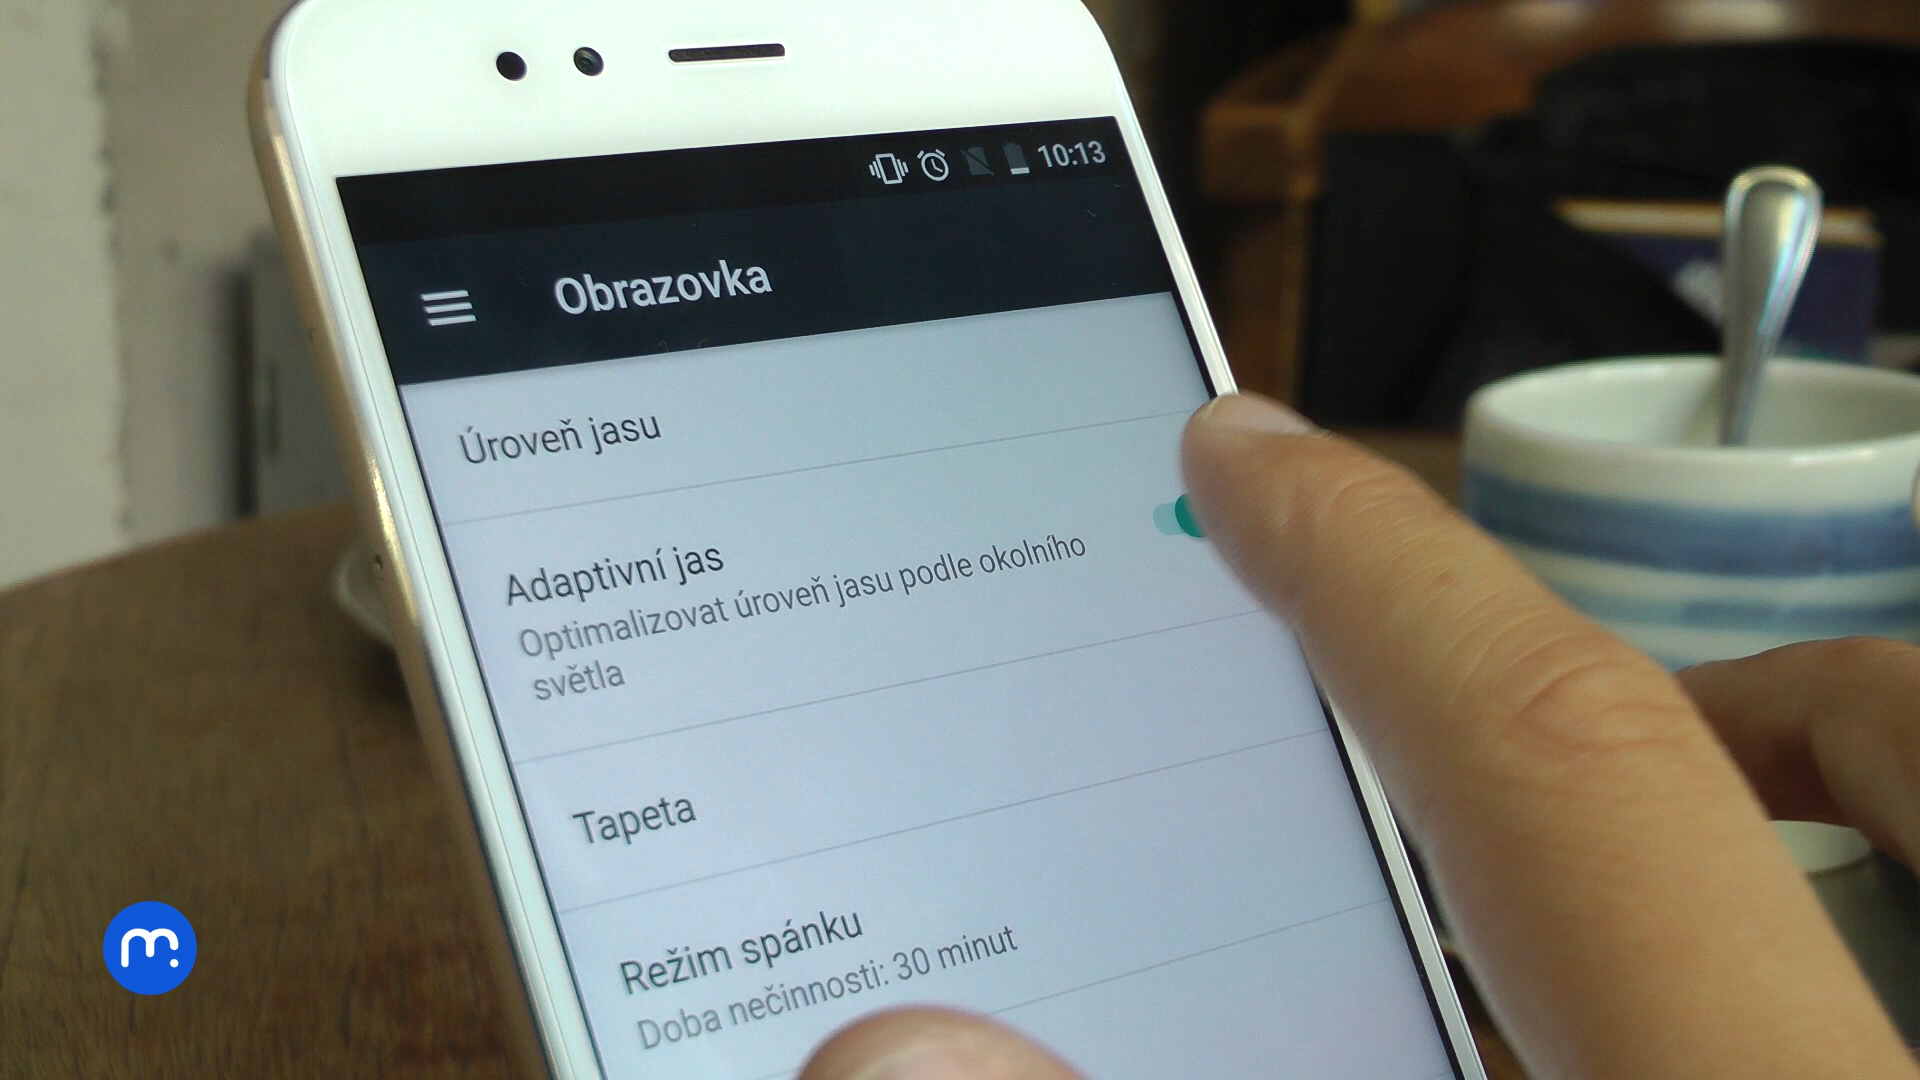 10:13
Obrazovka
Úroveň jasu
Adaptivní jas
Optimalizovat úroveň jasu podle okolního
světla
Tapeta
Režim spánku
Doba nečinnosti: 30 minut
m.